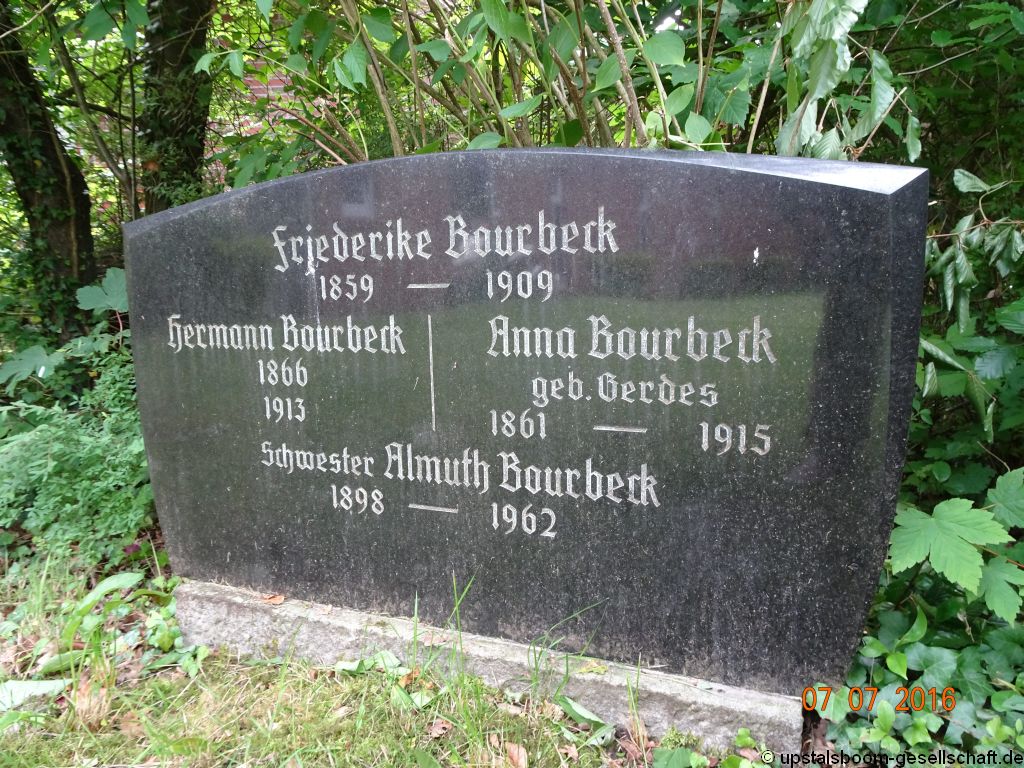 Frjederike Bourbeck
1859 — 1909
Hermann Bourbeck
1866
1913
Anna Bourbeck
geb. Gerdes
1861 — 1915
Schwester Almuth Bourbeck
1898 — 1962
07 07 2016
© upstalsboom-gesellschaft.de